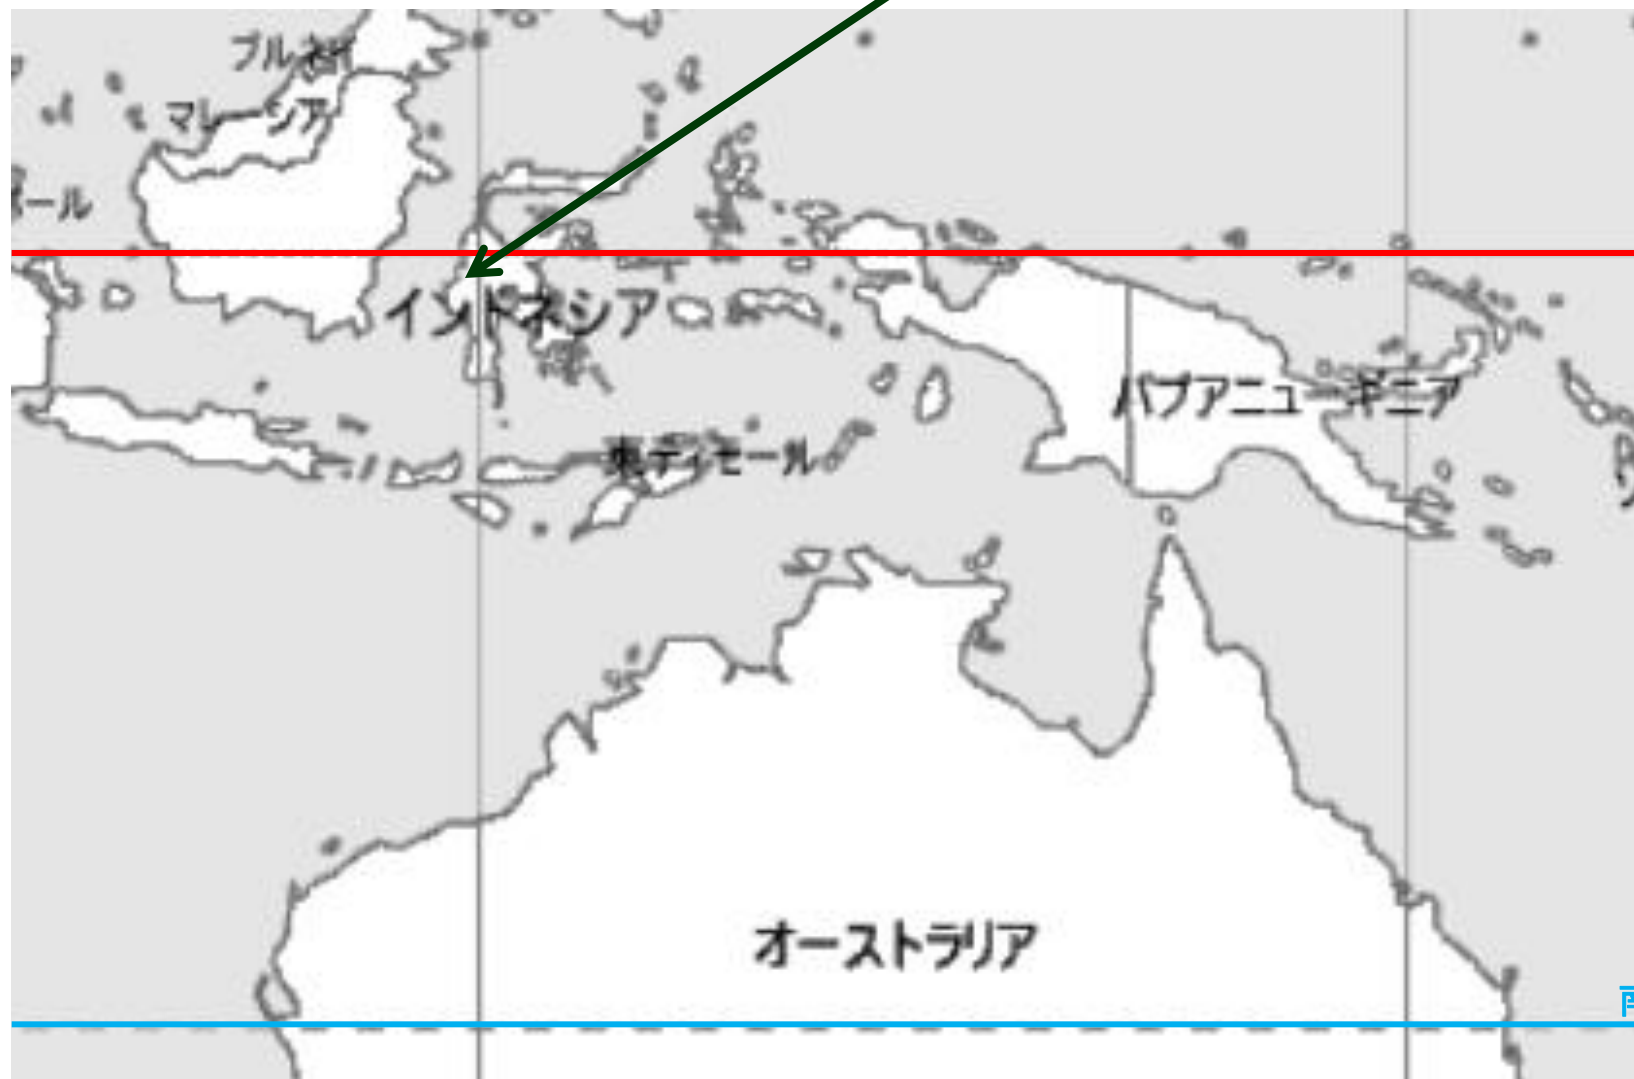 ブルネイ
マレーシア
ール
インドネシア
パプアニューギニア
東ティモール
オーストラリア